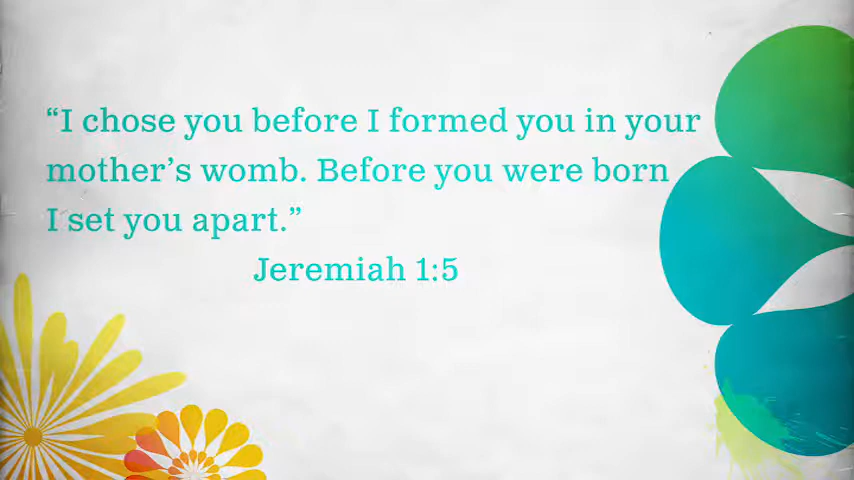 “I chose you before I formed you in your
mother’s womb. Before you were born
I set you apart.”
Jeremiah 1:5